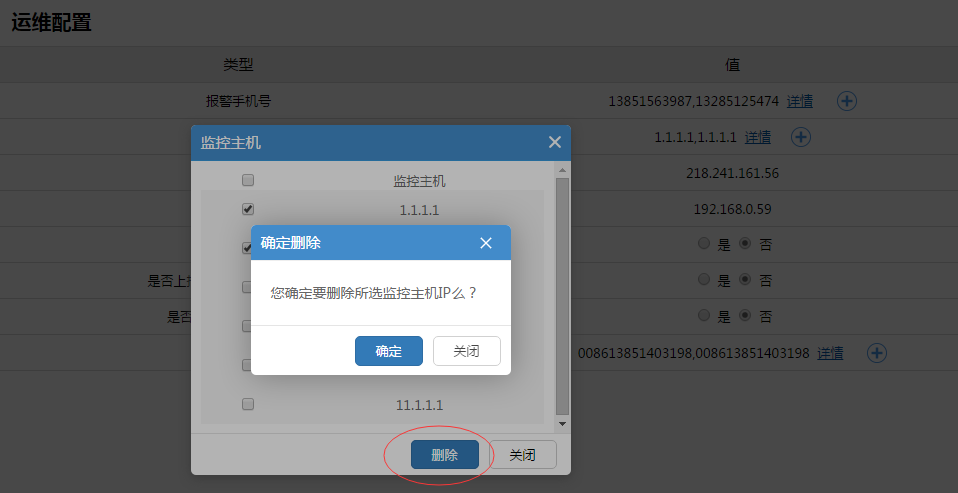 运维配置
类型 值
报警手机号 13851563987,13285125474 详情
1.1.1.1,1.1.1.1 详情
监控主机
218.241.161.56
监控主机
1.1.1.1
192.168.0.59
确定删除
是 否
您确定要删除所选监控主机IP么？
是否上 是 否
是否 是 否
确定 关闭
008613851403198,008613851403198 详情
11.1.1.1
删除 关闭